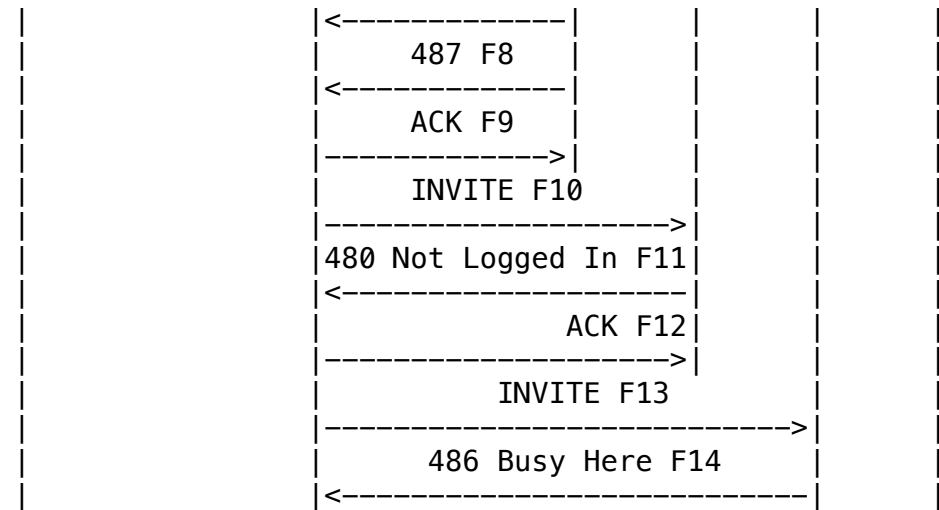 |                |<-------------|      |      |      |
|                |     487 F8   |      |      |      |
|                |<-------------|      |      |      |
|                |     ACK F9   |      |      |      |
|                |------------->|      |      |      |
|                |     INVITE F10      |      |      |
|                |-------------------->|      |      |
|                |480 Not Logged In F11|      |      |
|                |<--------------------|      |      |
|                |              ACK F12|      |      |
|                |-------------------->|      |      |
|                |          INVITE F13        |      |
|                |--------------------------->|      |
|                |      486 Busy Here F14     |      |
|                |<---------------------------|      |